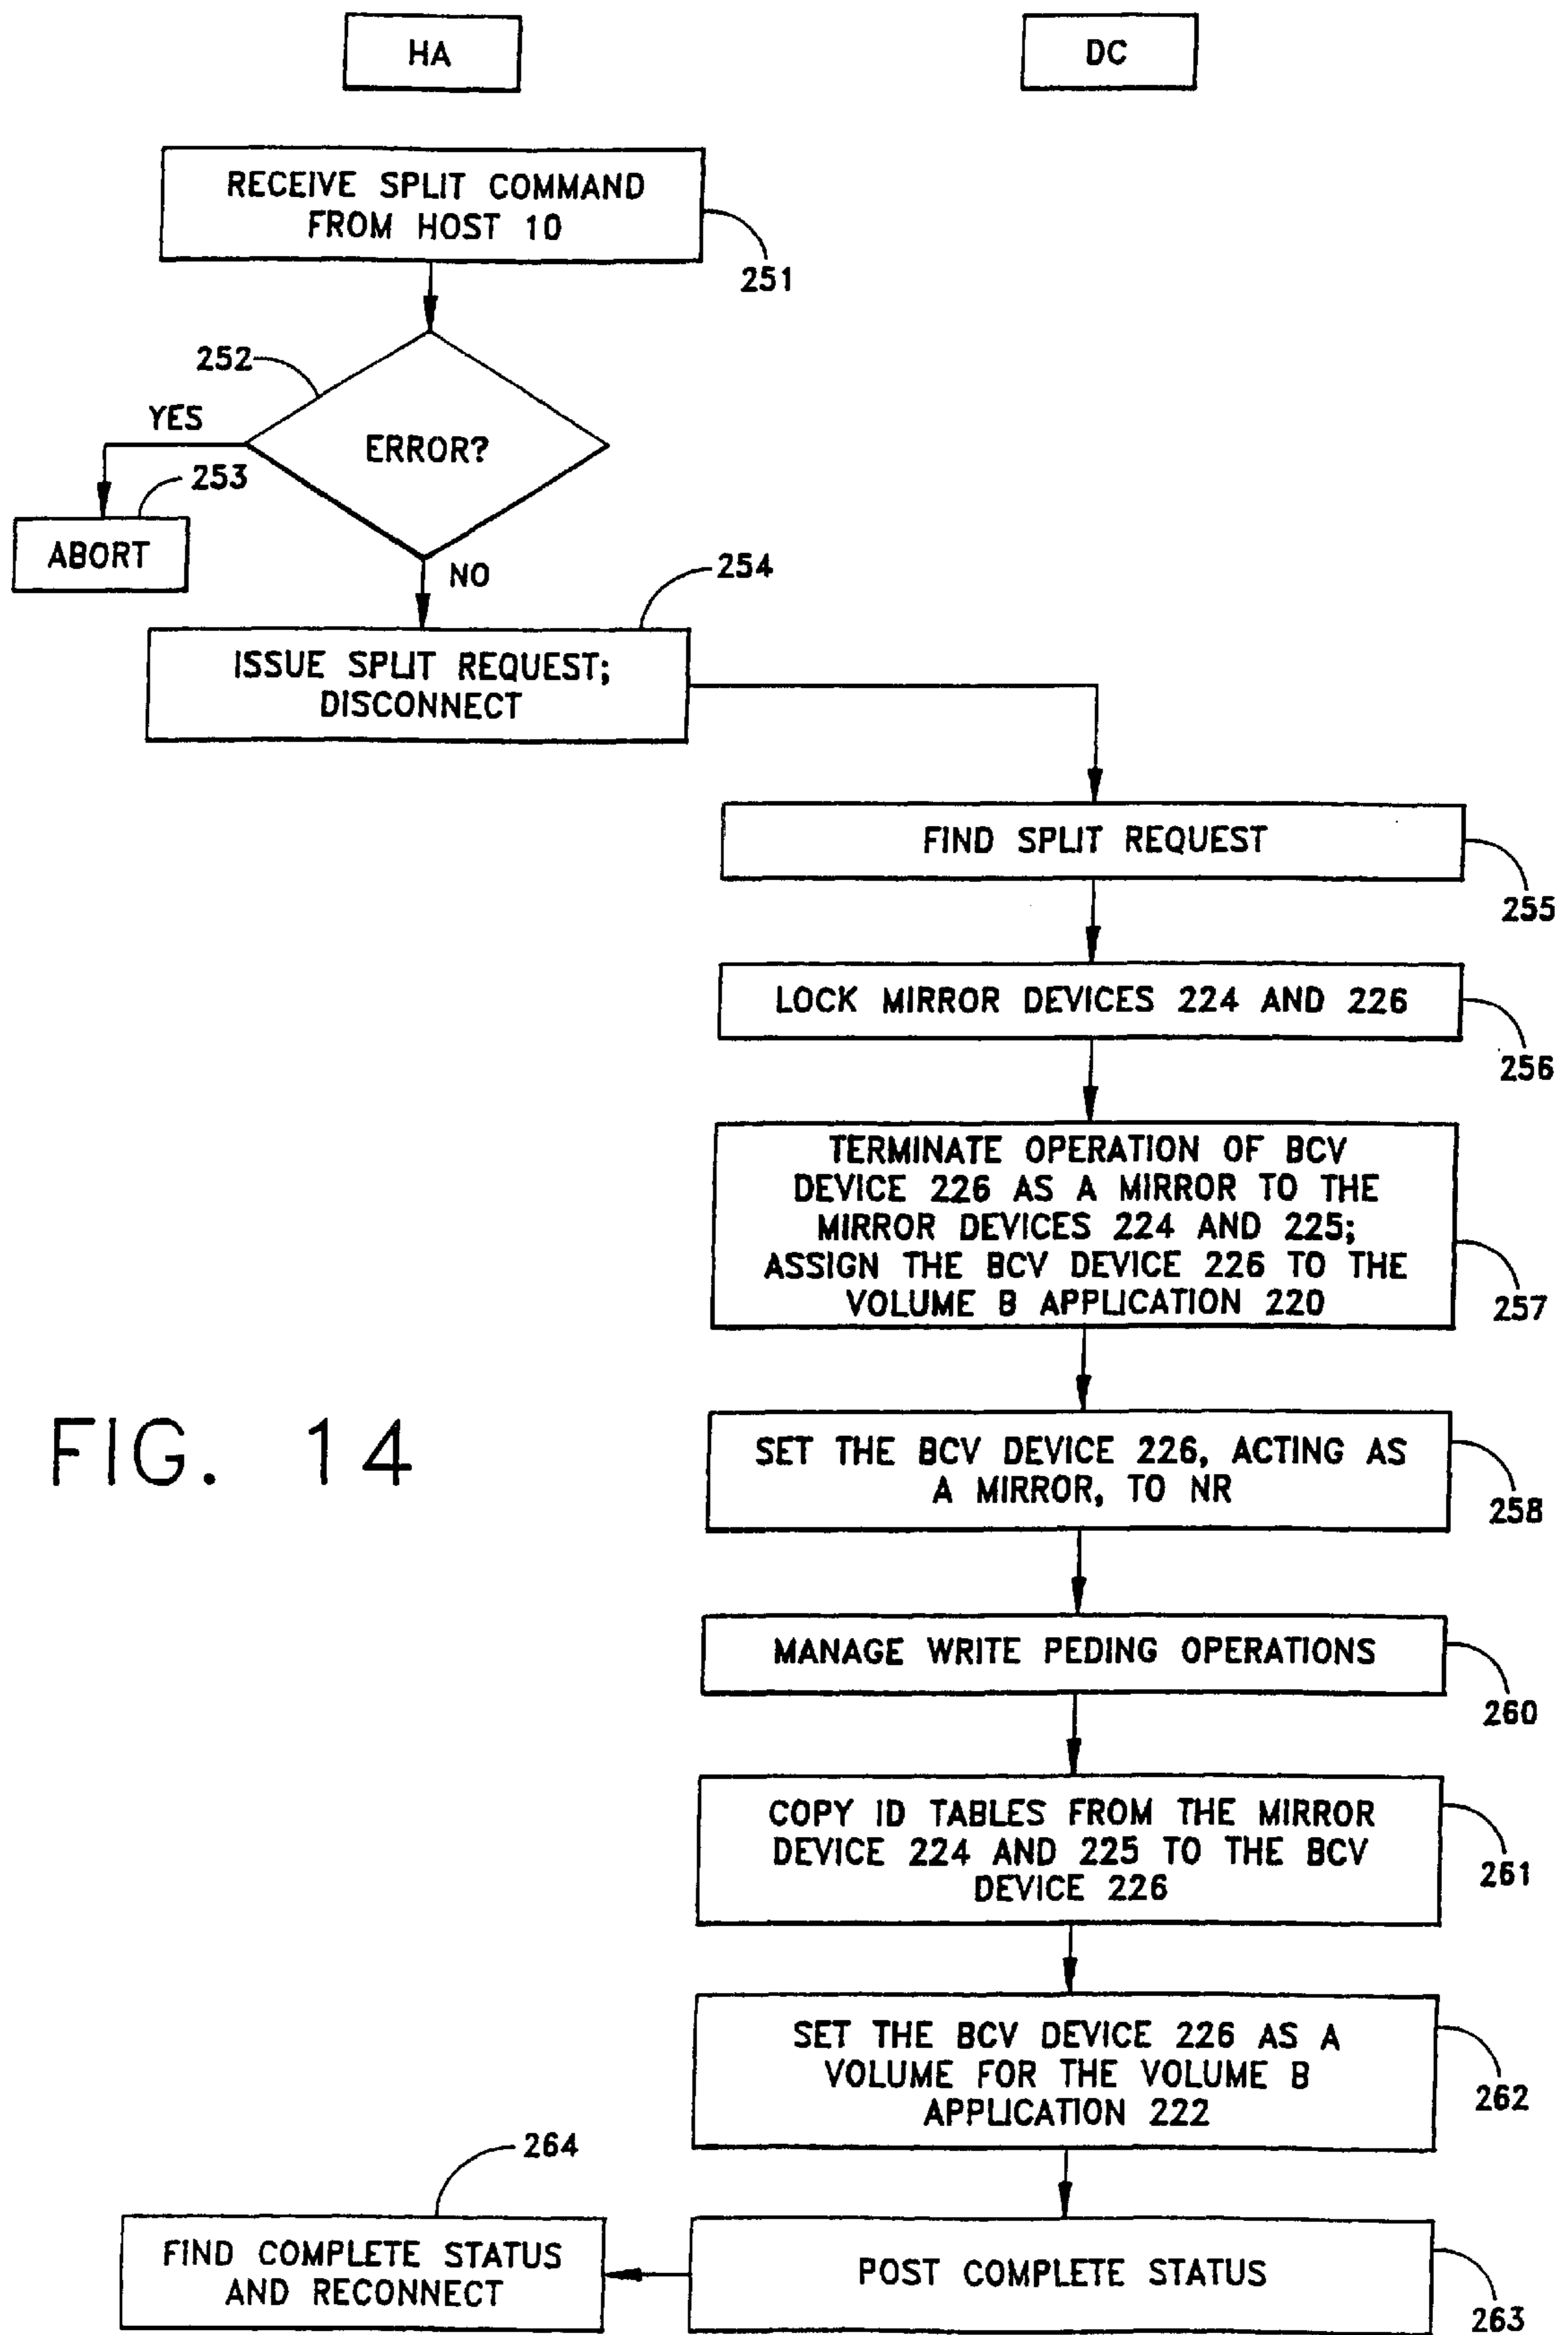 HA
DC
RECEIVE SPLIT COMMAND
FROM HOST 10
251
252
YES
ERROR?
253
ABORT
NO
254
ISSUE SPLIT REQUEST;
DISCONNECT
FIND SPLIT REQUEST
255
LOCK MIRROR DEVICES 224 AND 226
256
TERMINATE OPERATION OF BCV
DEVICE 226 AS A MIRROR TO THE
MIRROR DEVICES 224 AND 225;
ASSIGN THE BCV DEVICE 226 TO THE
VOLUME B APPLICATION 220
257
FIG. 14
SET THE BCV DEVICE 226, ACTING AS
A MIRROR, TO NR
258
MANAGE WRITE PEDING OPERATIONS
260
COPY ID TABLES FROM THE MIRROR
DEVICE 224 AND 225 TO THE BCV
DEVICE 226
261
SET THE BCV DEVICE 226 AS A
VOLUME FOR THE VOLUME B
APPLICATION 222
262
264
FIND COMPLETE STATUS
AND RECONNECT
POST COMPLETE STATUS
263